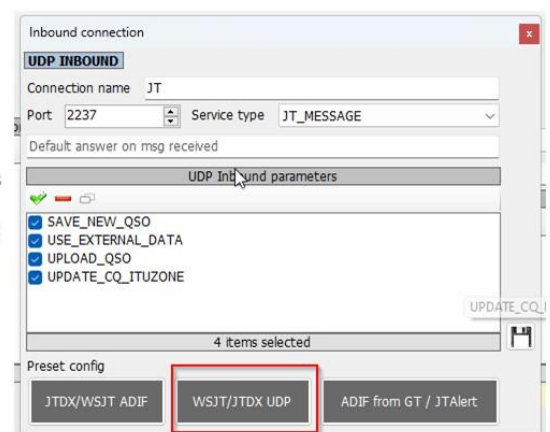 Inbound connection
x
UDP INBOUND
Connection name JT
Port 2237 Service type JT_MESSAGE
Default answer on msg received
UDP Inbound parameters
SAVE_NEW_QSO
USE_EXTERNAL_DATA
UPLOAD_QSO
UPDATE_CQ_ITUZONE
UPDATE_CQ_
4 items selected
Preset config
JTDX/WSJT ADIF WSJT/JTDX UDP ADIF from GT / JTAlert